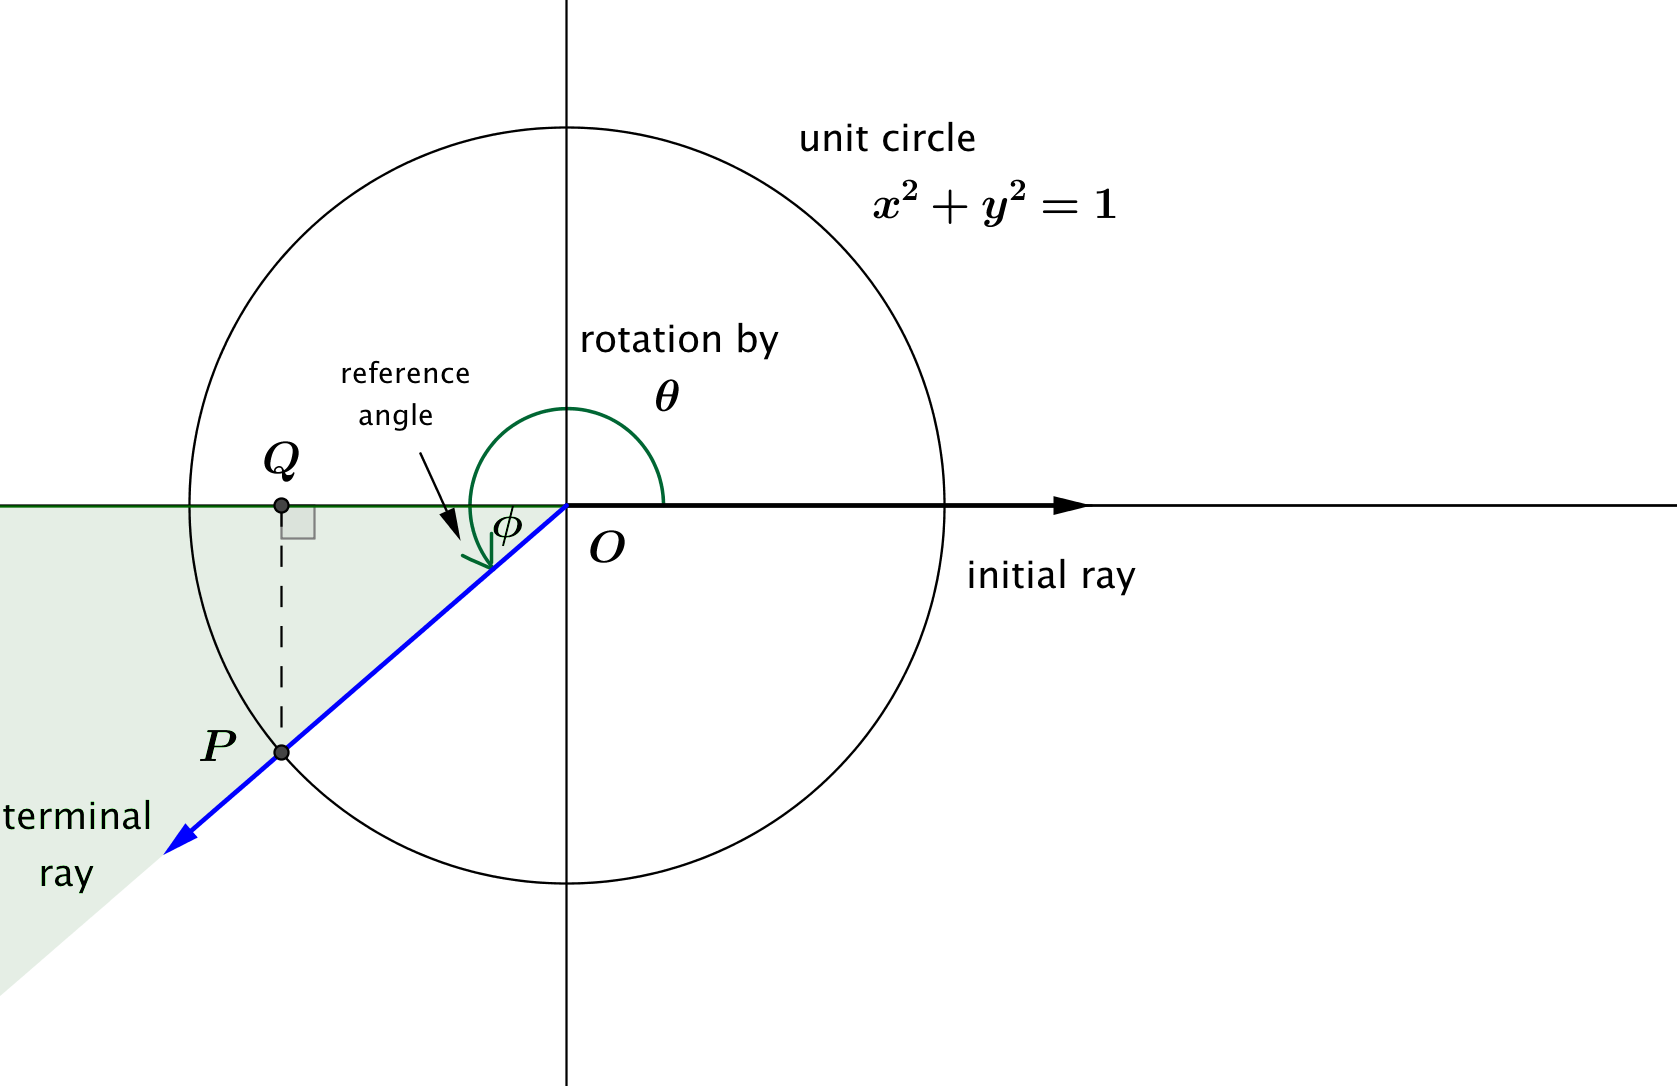 unit circle
x² + y² = 1
rotation by
θ
reference
angle
Q
ϕ
O
initial ray
P
terminal
ray